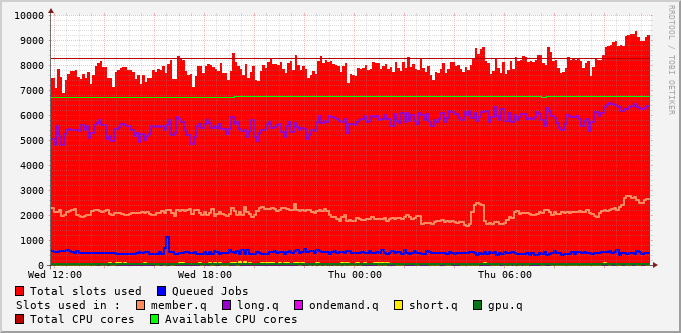 10000
9000
8000
7000
6000
5000
4000
3000
2000
1000
0
Wed 12:00 Wed 18:00 Thu 00:00 Thu 06:00
Total slots used Queued Jobs
Slots used in : member.q long.q ondemand.q short.q gpu.q
Total CPU cores Available CPU cores
RRDTOOL / TOBI OETIKER